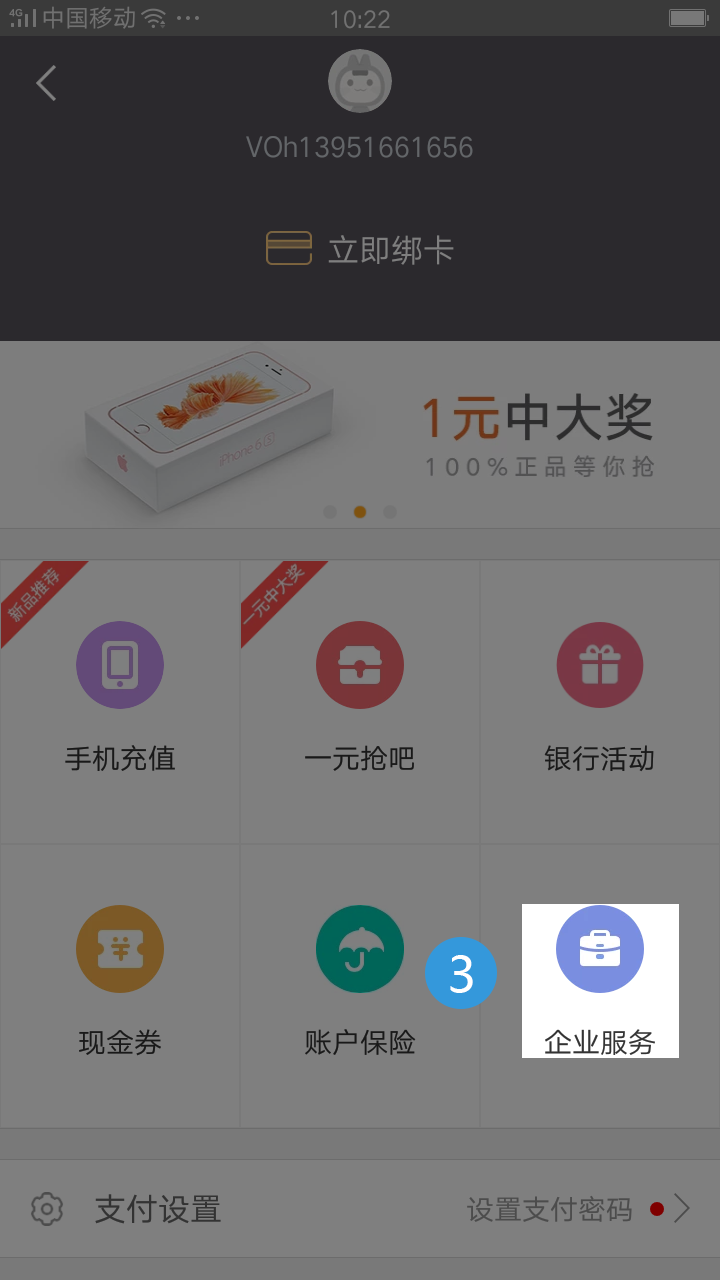 4G 中国移动 ... 10:22
VOh13951661656
立即绑卡
1元中大奖
100%正品等你抢
iPhone 6s
新品推荐
一元中大奖
手机充值
一元抢吧
银行活动
现金券
账户保险
3
企业服务
支付设置
设置支付密码